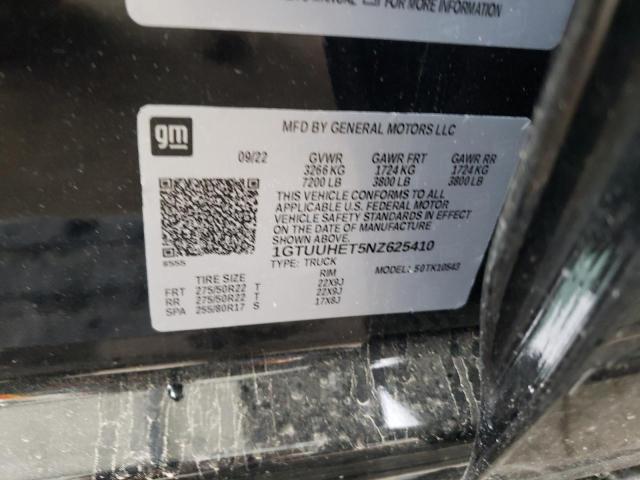 MANUAL FOR MORE INFORMATION
gm
MFD BY GENERAL MOTORS LLC
09/22 GVWR GAWR FRT GAWR RR
3266 KG 1724 KG 1724 KG
7200 LB 3800 LB 3800 LB
THIS VEHICLE CONFORMS TO ALL
APPLICABLE U.S. FEDERAL MOTOR
VEHICLE SAFETY STANDARDS IN EFFECT
ON THE DATE OF MANUFACTURE
SHOWN ABOVE.
1GTUUHET5NZ625410
TYPE: TRUCK MODEL: 50TK10543
TIRE SIZE RIM
FRT 275/50R22 T 22X9J
RR 275/50R22 T 22X9J
SPA 255/80R17 S 17X8J